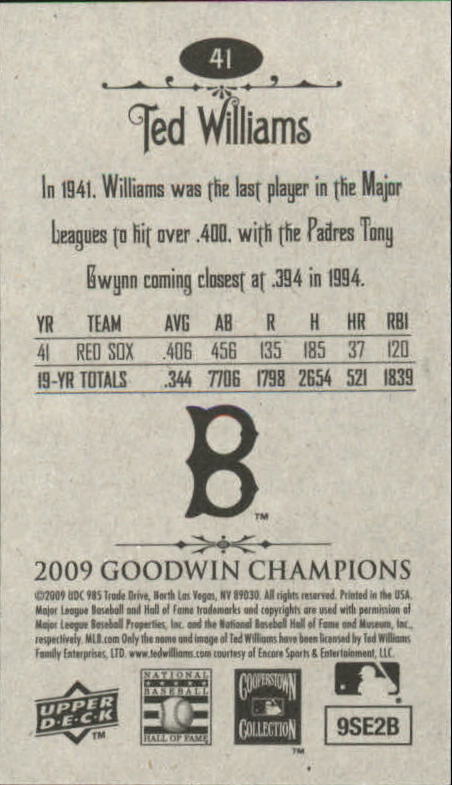 41
Ted Williams
In 1941, Williams was the last player in the Major
Leagues to hit over .400, with the Padres Tony
Gwynn coming closest at .394 in 1994.
YR TEAM AVG AB R H HR RBI
41 RED SOX .406 456 135 185 37 120
19-YR TOTALS .344 7706 1798 2654 521 1839
B
TM
2009 GOODWIN CHAMPIONS
©2009 UDC 985 Trade Drive, North Las Vegas, NV 89030. All rights reserved. Printed in the USA.
Major League Baseball and Hall of Fame trademarks and copyrights are used with permission of
Major League Baseball Properties, Inc. and the National Baseball Hall of Fame and Museum, Inc.,
respectively. MLB.com Only the name and image of Ted Williams have been licensed by Ted Williams
Family Enterprises, LTD. www.tedwilliams.com courtesy of Encore Sports & Entertainment, LLC.
UPPER
D·E·C·K
TM
NATIONAL
BASEBALL
HALL OF FAME
COOPERSTOWN
COLLECTION
TM
9SE2B